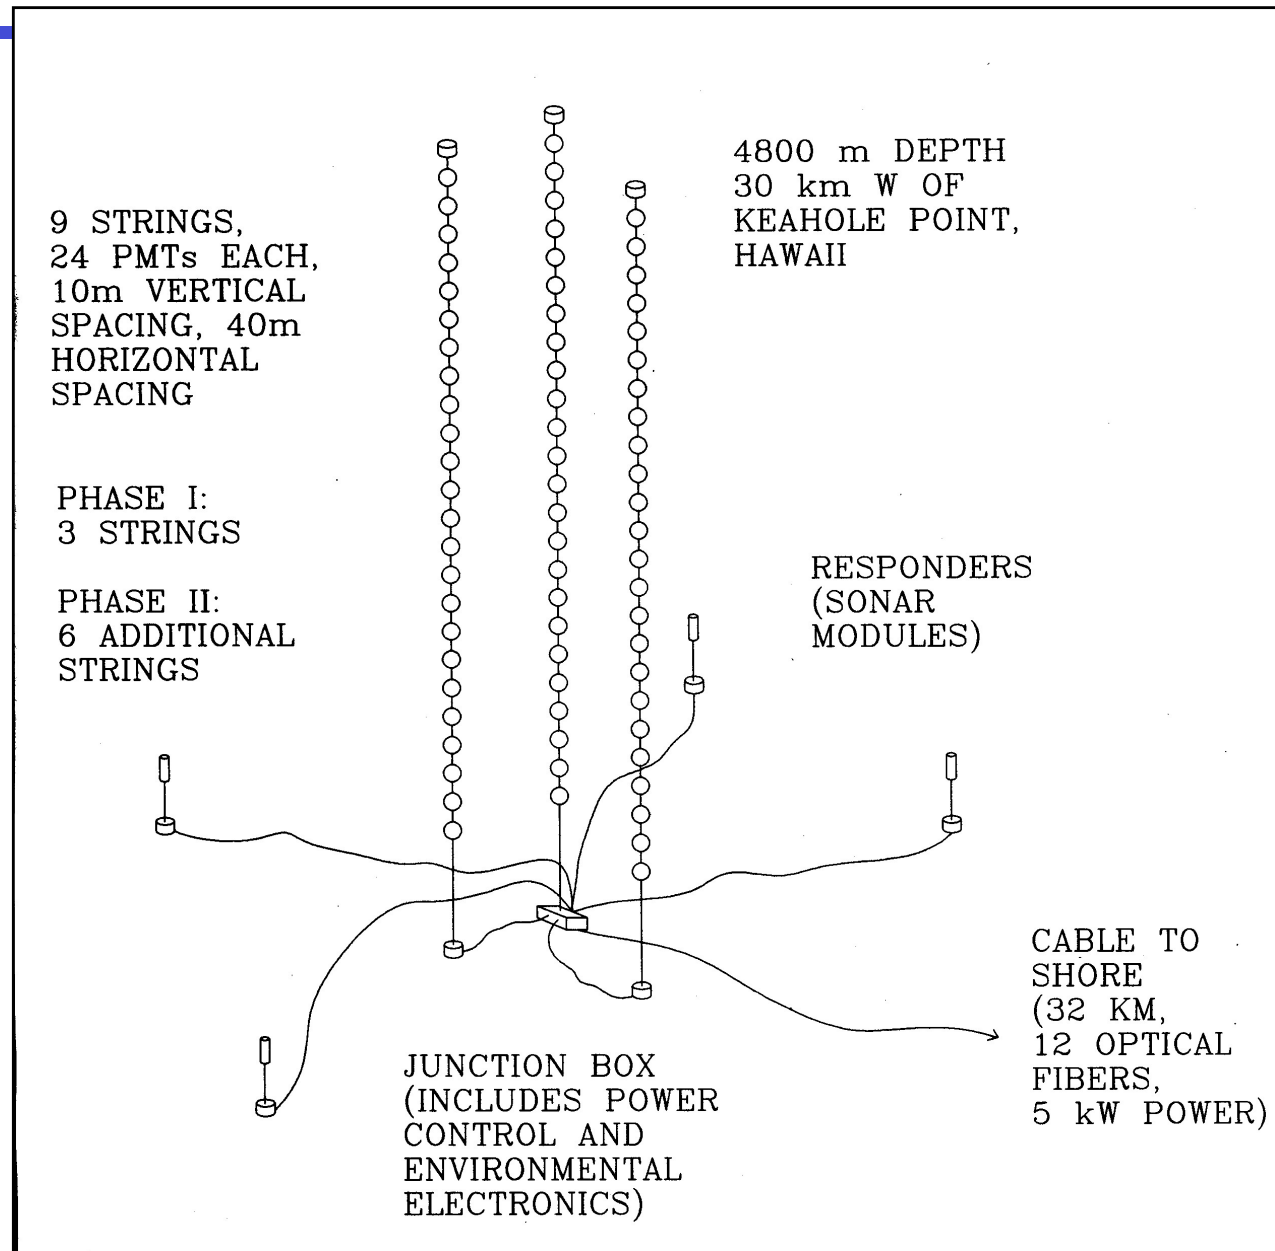 9 STRINGS,
24 PMTs EACH,
10m VERTICAL
SPACING, 40m
HORIZONTAL
SPACING
PHASE I:
3 STRINGS
PHASE II:
6 ADDITIONAL
STRINGS
4800 m DEPTH
30 km W OF
KEAHOLE POINT,
HAWAII
RESPONDERS
(SONAR
MODULES)
CABLE TO
SHORE
(32 KM,
12 OPTICAL
FIBERS,
5 kW POWER)
JUNCTION BOX
(INCLUDES POWER
CONTROL AND
ENVIRONMENTAL
ELECTRONICS)